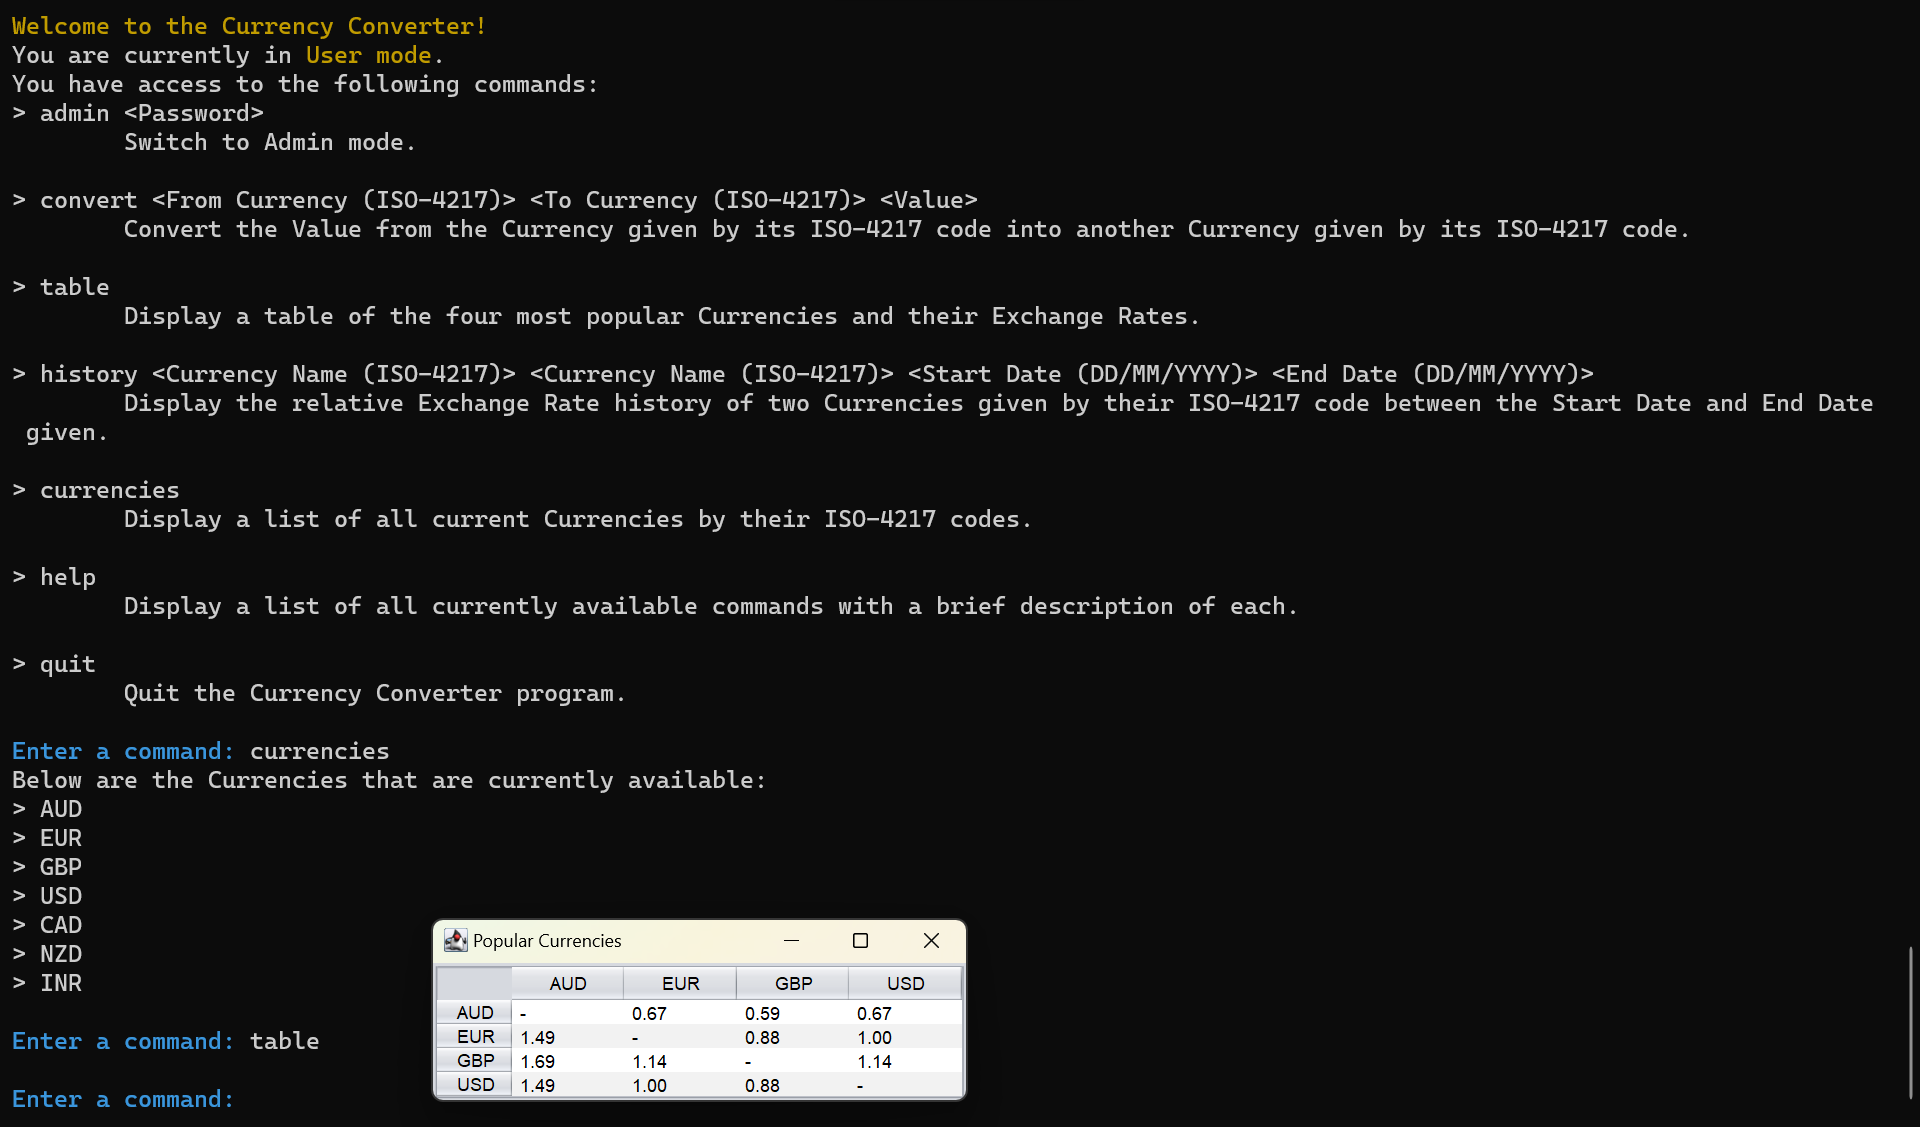 Welcome to the Currency Converter!
You are currently in User mode.
You have access to the following commands:
> admin <Password>
Switch to Admin mode.
> convert <From Currency (ISO-4217)> <To Currency (ISO-4217)> <Value>
Convert the Value from the Currency given by its ISO-4217 code into another Currency given by its ISO-4217 code.
> table
Display a table of the four most popular Currencies and their Exchange Rates.
> history <Currency Name (ISO-4217)> <Currency Name (ISO-4217)> <Start Date (DD/MM/YYYY)> <End Date (DD/MM/YYYY)>
Display the relative Exchange Rate history of two Currencies given by their ISO-4217 code between the Start Date and End Date
given.
> currencies
Display a list of all current Currencies by their ISO-4217 codes.
> help
Display a list of all currently available commands with a brief description of each.
> quit
Quit the Currency Converter program.
Enter a command: currencies
Below are the Currencies that are currently available:
> AUD
> EUR
> GBP
> USD
> CAD
> NZD
> INR
Enter a command: table
Enter a command:
Popular Currencies
AUD EUR GBP USD
AUD - 0.67 0.59 0.67
EUR 1.49 - 0.88 1.00
GBP 1.69 1.14 - 1.14
USD 1.49 1.00 0.88 -